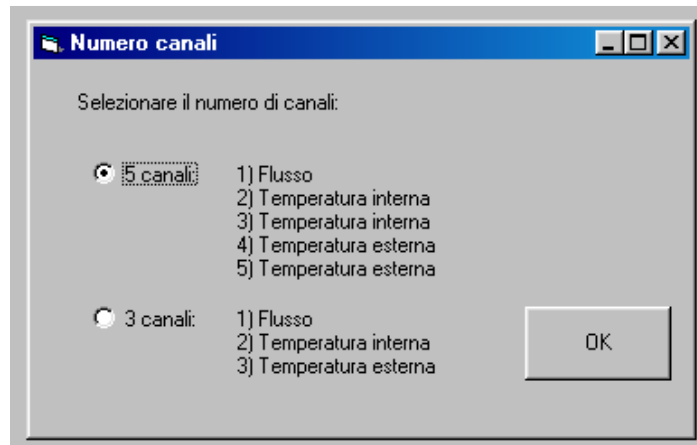 Numero canali
Selezionare il numero di canali:
5 canali: 1) Flusso
2) Temperatura interna
3) Temperatura interna
4) Temperatura esterna
5) Temperatura esterna
3 canali: 1) Flusso
2) Temperatura interna
3) Temperatura esterna
OK